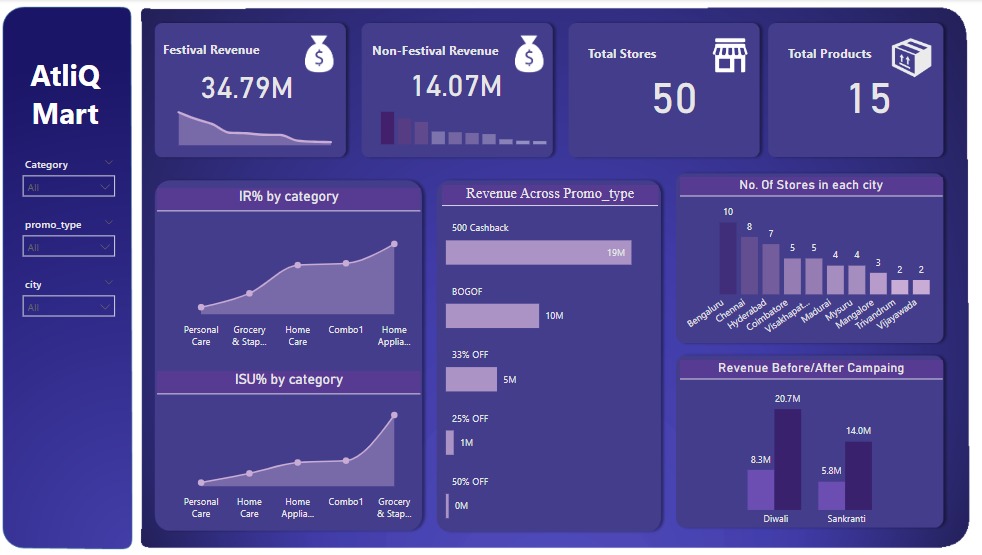 AtliQ
Mart
Category
All
promo_type
All
city
All
Festival Revenue
$
34.79M
Non-Festival Revenue
$
14.07M
Total Stores
50
Total Products
15
IR% by category
Personal
Care
Grocery
& Stap...
Home
Care
Combo1
Home
Applia...
ISU% by category
Personal
Care
Home
Care
Home
Applia...
Combo1
Grocery
& Stap...
Revenue Across Promo_type
500 Cashback
19M
BOGOF
10M
33% OFF
5M
25% OFF
1M
50% OFF
0M
No. Of Stores in each city
10
8
7
5
5
4
4
3
2
2
Bengaluru
Chennai
Hyderabad
Coimbatore
Visakhapat...
Madurai
Mysuru
Mangalore
Trivandrum
Vijayawada
Revenue Before/After Campaing
8.3M
20.7M
5.8M
14.0M
Diwali
Sankranti